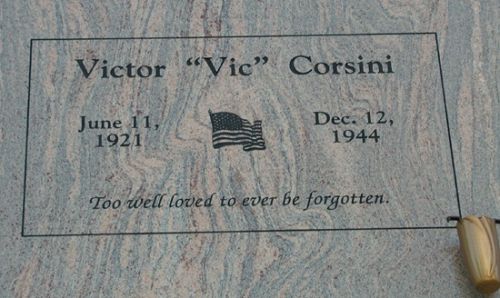 Victor “Vic” Corsini
June 11, 1921
Dec. 12, 1944
Too well loved to ever be forgotten.